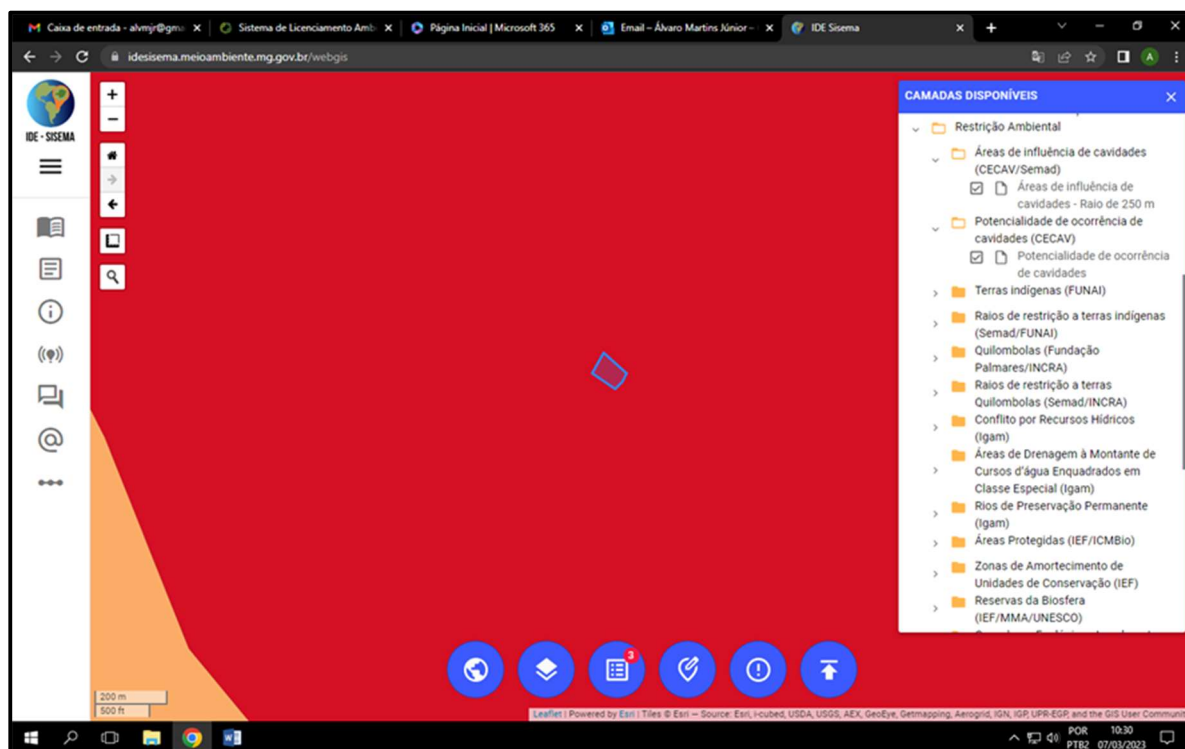 Caixa de entrada - alvmjr@gma
Sistema de Licenciamento Amb
Página Inicial | Microsoft 365
Email – Álvaro Martins Júnior –
IDE Sisema
idesisema.meioambiente.mg.gov.br/webgis
A
IDE - SISEMA
CAMADAS DISPONÍVEIS
Restrição Ambiental
Áreas de influência de cavidades
(CECAV/Semad)
Áreas de influência de
cavidades - Raio de 250 m
Potencialidade de ocorrência de
cavidades (CECAV)
Potencialidade de ocorrência
de cavidades
Terras indígenas (FUNAI)
Raios de restrição a terras indígenas
(Semad/FUNAI)
Quilombolas (Fundação
Palmares/INCRA)
Raios de restrição a terras
Quilombolas (Semad/INCRA)
Conflito por Recursos Hídricos
(Igam)
Áreas de Drenagem à Montante de
Cursos d'água Enquadrados em
Classe Especial (Igam)
Rios de Preservação Permanente
(Igam)
Áreas Protegidas (IEF/ICMBio)
Zonas de Amortecimento de
Unidades de Conservação (IEF)
Reservas da Biosfera
(IEF/MMA/UNESCO)
3
200 m
500 ft
Leaflet | Powered by Esri | Tiles © Esri — Source: Esri, i-cubed, USDA, USGS, AEX, GeoEye, Getmapping, Aerogrid, IGN, IGP, UPR-EGP, and the GIS User Communit
POR
PTB2
10:30
07/03/2023